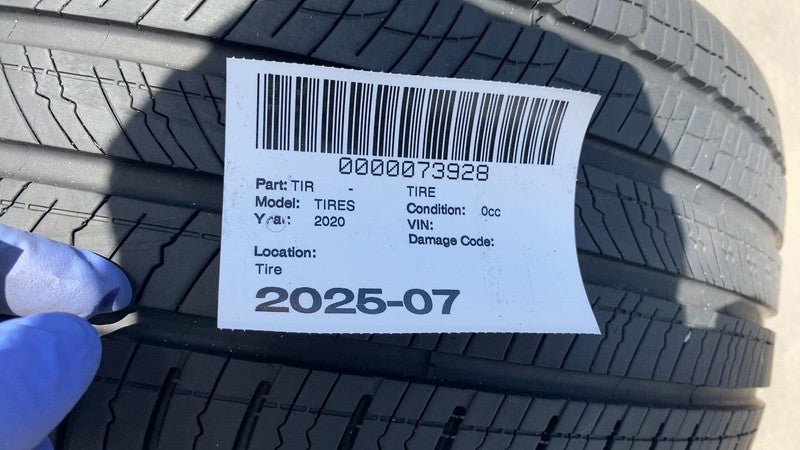 0000073928
Part: TIR - TIRE
Model: TIRES Condition: 0cc
Year: 2020 VIN:
Damage Code:
Location:
Tire
2025-07